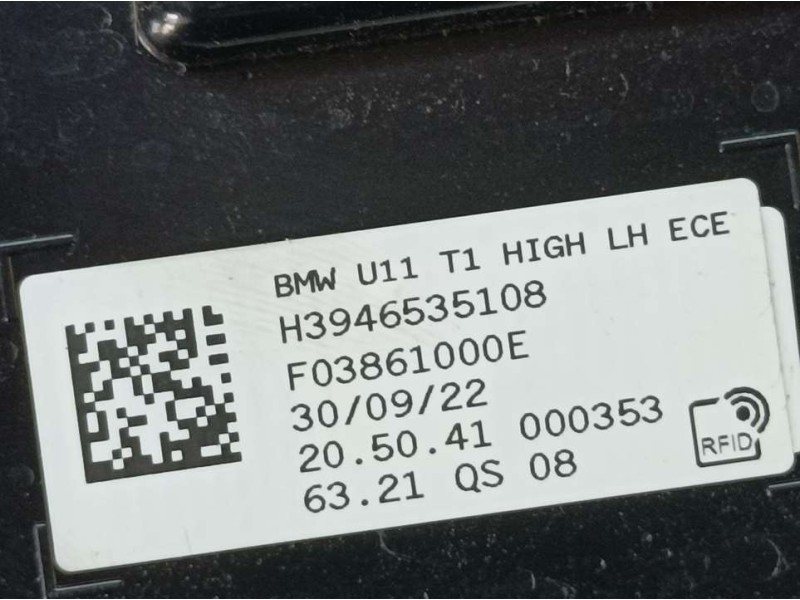 BMW U11 T1 HIGH LH ECE
H3946535108
F03861000E
30/09/22
20.50.41 000353
63.21 QS 08
RFID